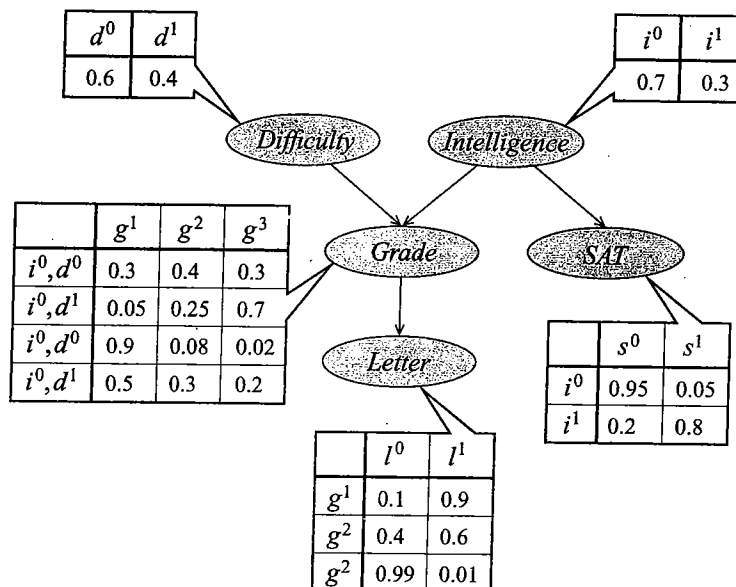 d⁰ d¹
0.6 0.4
i⁰ i¹
0.7 0.3
Difficulty
Intelligence
g¹ g² g³
i⁰,d⁰ 0.3 0.4 0.3
i⁰,d¹ 0.05 0.25 0.7
i⁰,d⁰ 0.9 0.08 0.02
i⁰,d¹ 0.5 0.3 0.2
Grade
SAT
Letter
s⁰ s¹
i⁰ 0.95 0.05
i¹ 0.2 0.8
l⁰ l¹
g¹ 0.1 0.9
g² 0.4 0.6
g² 0.99 0.01